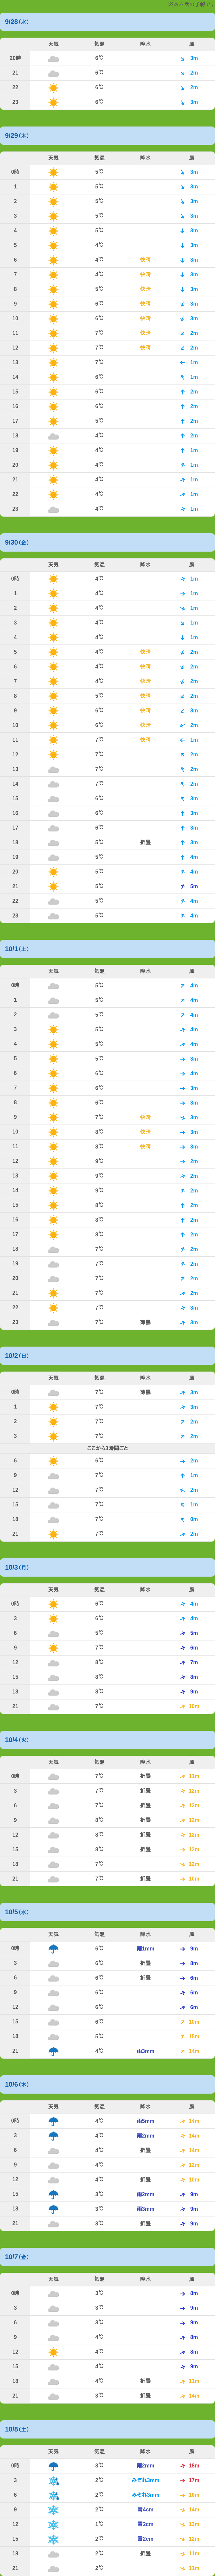 9/28（水）
天気 気温 降水 風
20時 6℃ 3m
21 6℃ 2m
22 6℃ 2m
23 6℃ 3m
9/29（木）
天気 気温 降水 風
0時 5℃ 3m
1 5℃ 3m
2 5℃ 3m
3 5℃ 3m
4 5℃ 3m
5 4℃ 3m
6 4℃ 快晴 3m
7 4℃ 快晴 3m
8 5℃ 快晴 3m
9 6℃ 快晴 3m
10 6℃ 快晴 3m
11 7℃ 快晴 2m
12 7℃ 快晴 2m
13 7℃ 1m
14 6℃ 1m
15 6℃ 2m
16 6℃ 2m
17 5℃ 2m
18 4℃ 2m
19 4℃ 1m
20 4℃ 1m
21 4℃ 1m
22 4℃ 1m
23 4℃ 1m
9/30（金）
天気 気温 降水 風
0時 4℃ 1m
1 4℃ 1m
2 4℃ 1m
3 4℃ 1m
4 4℃ 1m
5 4℃ 快晴 2m
6 4℃ 快晴 2m
7 4℃ 快晴 2m
8 5℃ 快晴 2m
9 6℃ 快晴 3m
10 6℃ 快晴 2m
11 7℃ 快晴 1m
12 7℃ 2m
13 7℃ 2m
14 7℃ 2m
15 6℃ 3m
16 6℃ 3m
17 6℃ 3m
18 5℃ 折曇 3m
19 5℃ 4m
20 5℃ 4m
21 5℃ 5m
22 5℃ 4m
23 5℃ 4m
10/1（土）
天気 気温 降水 風
0時 5℃ 4m
1 5℃ 4m
2 5℃ 4m
3 5℃ 4m
4 5℃ 4m
5 5℃ 3m
6 6℃ 4m
7 6℃ 3m
8 6℃ 3m
9 7℃ 快晴 3m
10 8℃ 快晴 3m
11 8℃ 快晴 3m
12 9℃ 2m
13 9℃ 2m
14 9℃ 2m
15 8℃ 2m
16 8℃ 2m
17 8℃ 2m
18 7℃ 2m
19 7℃ 2m
20 7℃ 2m
21 7℃ 2m
22 7℃ 3m
23 7℃ 薄曇 3m
10/2（日）
天気 気温 降水 風
0時 7℃ 薄曇 3m
1 7℃ 3m
2 7℃ 2m
3 7℃ 2m
ここから3時間ごと
6 6℃ 2m
9 7℃ 1m
12 7℃ 2m
15 7℃ 1m
18 7℃ 0m
21 7℃ 2m
10/3（月）
天気 気温 降水 風
0時 6℃ 4m
3 6℃ 4m
6 5℃ 5m
9 7℃ 6m
12 8℃ 7m
15 8℃ 8m
18 8℃ 9m
21 7℃ 10m
10/4（火）
天気 気温 降水 風
0時 7℃ 折曇 11m
3 7℃ 折曇 12m
6 7℃ 折曇 13m
9 8℃ 折曇 12m
12 8℃ 折曇 12m
15 8℃ 折曇 12m
18 7℃ 12m
21 7℃ 折曇 10m
10/5（水）
天気 気温 降水 風
0時 6℃ 雨1mm 9m
3 6℃ 折曇 8m
6 6℃ 折曇 6m
9 6℃ 6m
12 6℃ 6m
15 6℃ 10m
18 5℃ 15m
21 4℃ 雨3mm 14m
10/6（木）
天気 気温 降水 風
0時 4℃ 雨5mm 14m
3 4℃ 雨2mm 14m
6 4℃ 折曇 14m
9 4℃ 12m
12 4℃ 折曇 10m
15 3℃ 雨2mm 9m
18 3℃ 雨3mm 9m
21 3℃ 折曇 9m
10/7（金）
天気 気温 降水 風
0時 3℃ 8m
3 3℃ 9m
6 3℃ 9m
9 4℃ 8m
12 4℃ 8m
15 4℃ 9m
18 4℃ 折曇 11m
21 3℃ 折曇 14m
10/8（土）
天気 気温 降水 風
0時 3℃ 雨2mm 18m
3 2℃ みぞれ3mm 17m
6 2℃ みぞれ3mm 16m
9 2℃ 雪4cm 14m
12 1℃ 雪2cm 13m
15 2℃ 雪2cm 12m
18 2℃ 折曇 11m
21 2℃ 11m